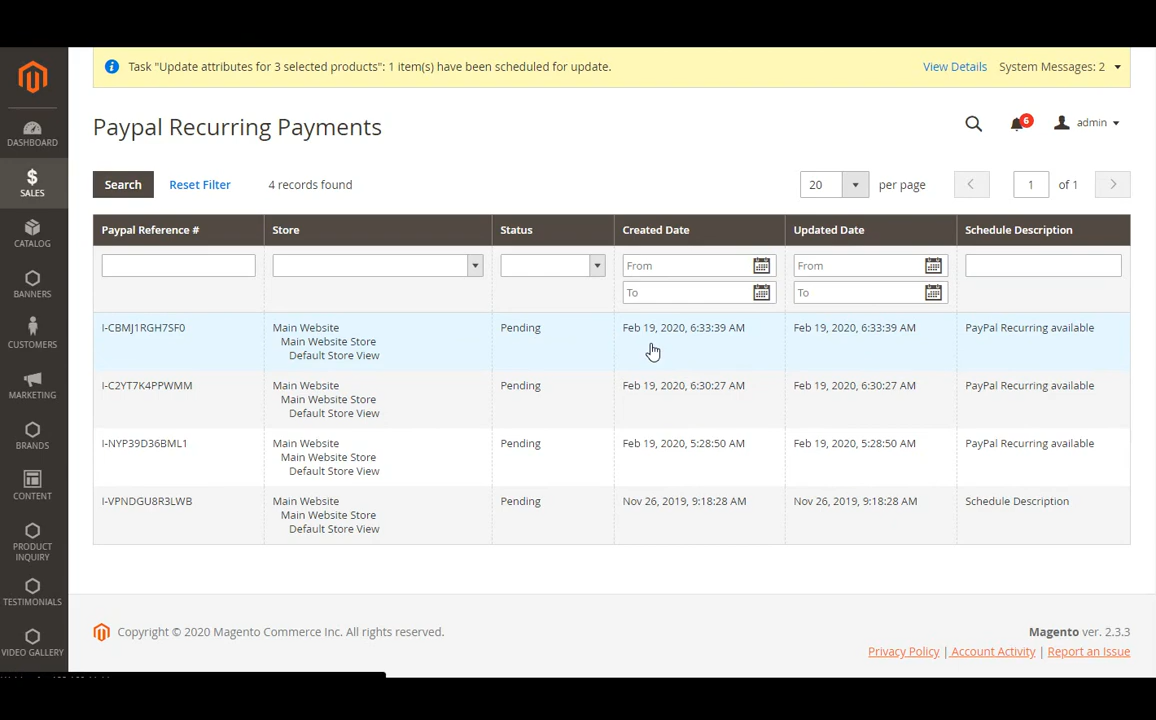 Task "Update attributes for 3 selected products": 1 item(s) have been scheduled for update.
View Details
System Messages: 2
DASHBOARD
SALES
CATALOG
BANNERS
CUSTOMERS
MARKETING
BRANDS
CONTENT
PRODUCT
INQUIRY
TESTIMONIALS
VIDEO GALLERY
Paypal Recurring Payments
6
admin
Search
Reset Filter
4 records found
20
per page
1
of 1
Paypal Reference # Store Status Created Date Updated Date Schedule Description
From From
To To
I-CBMJ1RGH7SF0 Main Website Pending Feb 19, 2020, 6:33:39 AM Feb 19, 2020, 6:33:39 AM PayPal Recurring available
Main Website Store
Default Store View
I-C2YT7K4PPWMM Main Website Pending Feb 19, 2020, 6:30:27 AM Feb 19, 2020, 6:30:27 AM PayPal Recurring available
Main Website Store
Default Store View
I-NYP39D36BML1 Main Website Pending Feb 19, 2020, 5:28:50 AM Feb 19, 2020, 5:28:50 AM PayPal Recurring available
Main Website Store
Default Store View
I-VPNDGU8R3LWB Main Website Pending Nov 26, 2019, 9:18:28 AM Nov 26, 2019, 9:18:28 AM Schedule Description
Main Website Store
Default Store View
Copyright © 2020 Magento Commerce Inc. All rights reserved.
Magento ver. 2.3.3
Privacy Policy | Account Activity | Report an Issue